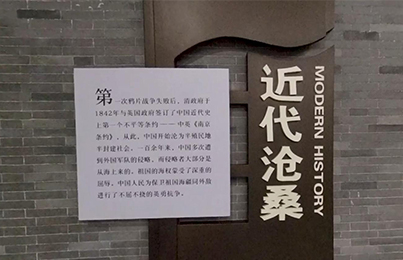 第一次鸦片战争失败后，清政府于
1842年与英国政府签订了中国近代史
上第一个不平等条约——中英《南京
条约》。从此，中国开始沦为半殖民地
半封建社会。一百余年来，中国多次遭
到外国军队的侵略，而侵略者大部分是
从海上来的。祖国的海权蒙受了深重的
屈辱，中国人民为保卫祖国海疆同外敌
进行了不屈不挠的英勇抗争。
近代沧桑
MODERN HISTORY